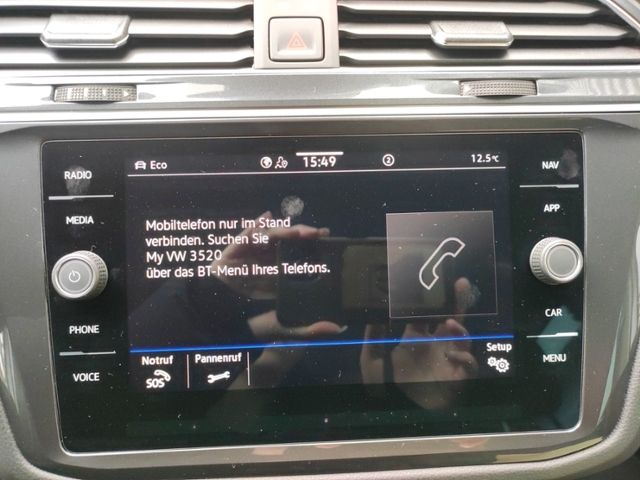 RADIO
MEDIA
PHONE
VOICE
Eco
15:49
2
12.5°C
Mobiltelefon nur im Stand
verbinden. Suchen Sie
My VW 3520
über das BT-Menü Ihres Telefons.
Notruf
SOS
Pannenruf
Setup
NAV
APP
CAR
MENU